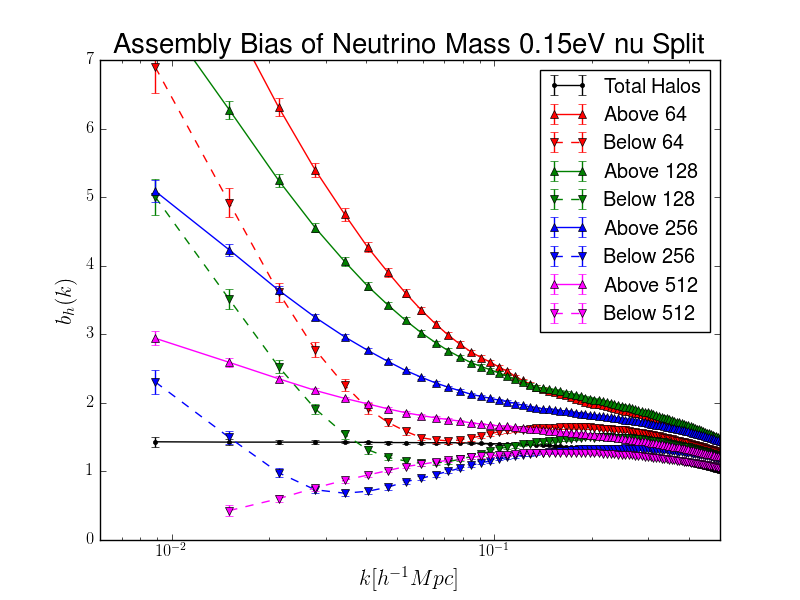 Assembly Bias of Neutrino Mass 0.15eV nu Split
7
6
5
4
3
2
1
0
b_h(k)
Total Halos
Above 64
Below 64
Above 128
Below 128
Above 256
Below 256
Above 512
Below 512
10^{-2}
10^{-1}
k[h^{-1}Mpc]